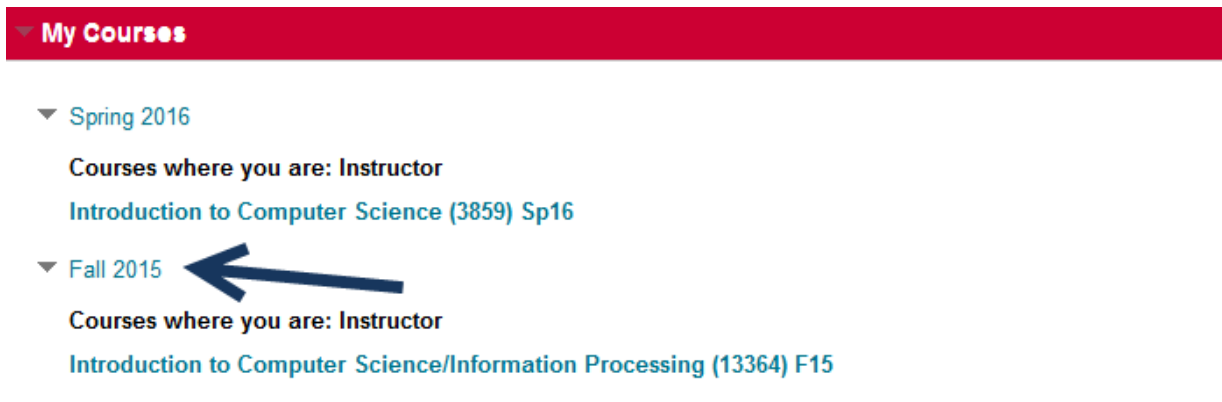 My Courses
Spring 2016
Courses where you are: Instructor
Introduction to Computer Science (3859) Sp16
Fall 2015
Courses where you are: Instructor
Introduction to Computer Science/Information Processing (13364) F15